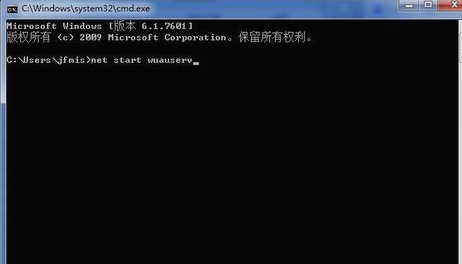 C:\Windows\system32\cmd.exe
Microsoft Windows [版本 6.1.7601]
版权所有 (c) 2009 Microsoft Corporation。保留所有权利。
C:\Users\jfmis>net start wuauserv_